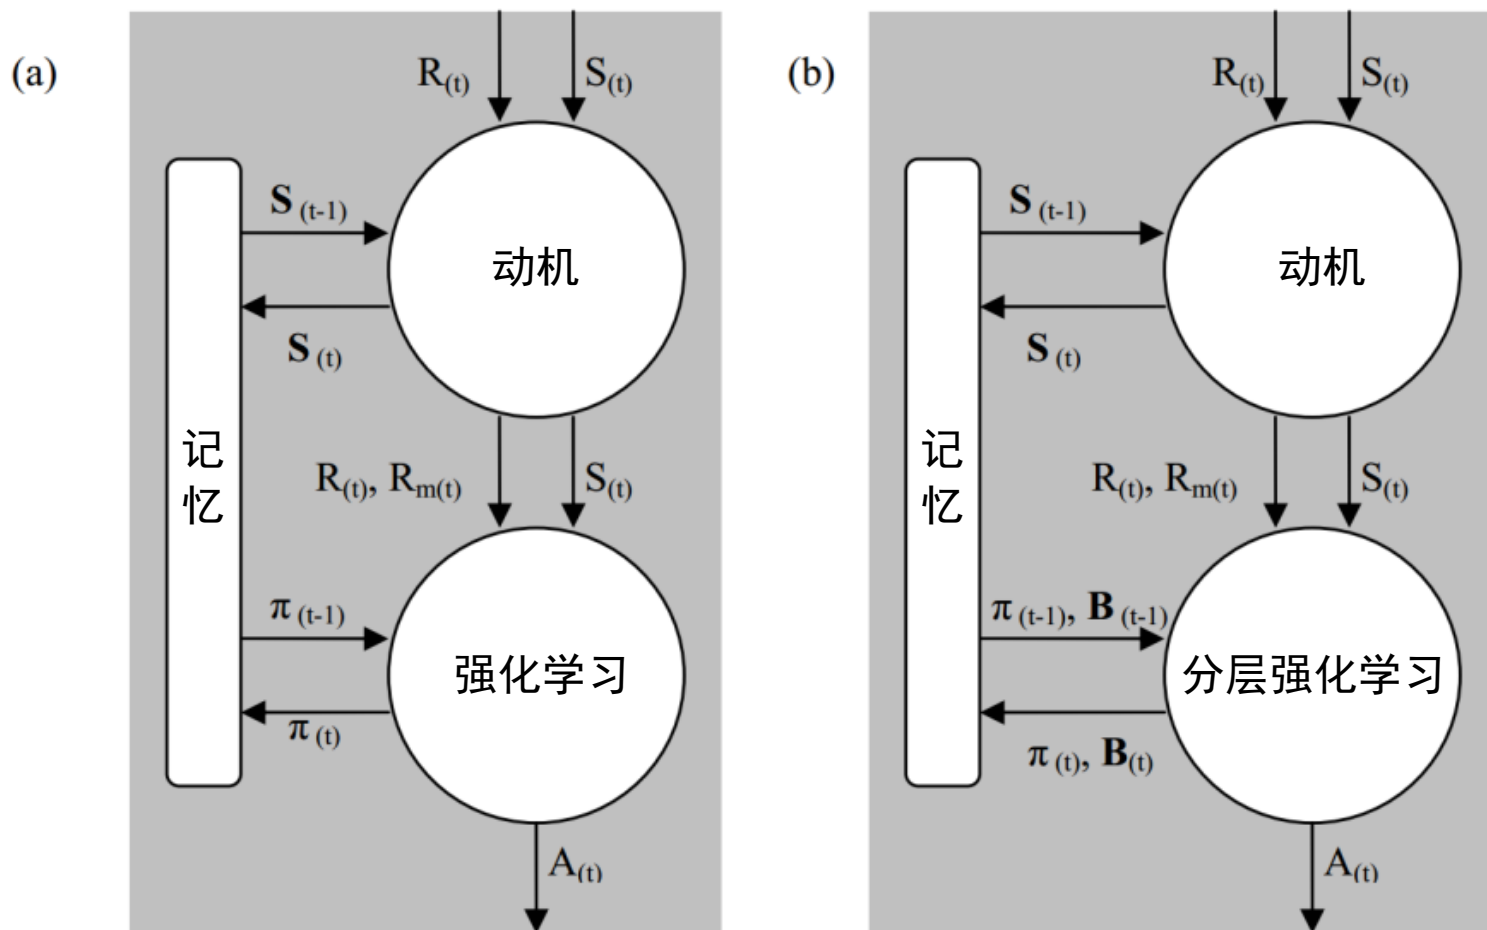 (a)
R(t)
S(t)
S (t-1)
动机
S (t)
记
忆
R(t), Rm(t)
S(t)
π (t-1)
强化学习
π (t)
A(t)
(b)
R(t)
S(t)
S (t-1)
动机
S (t)
记
忆
R(t), Rm(t)
S(t)
π (t-1), B (t-1)
分层强化学习
π (t), B(t)
A(t)